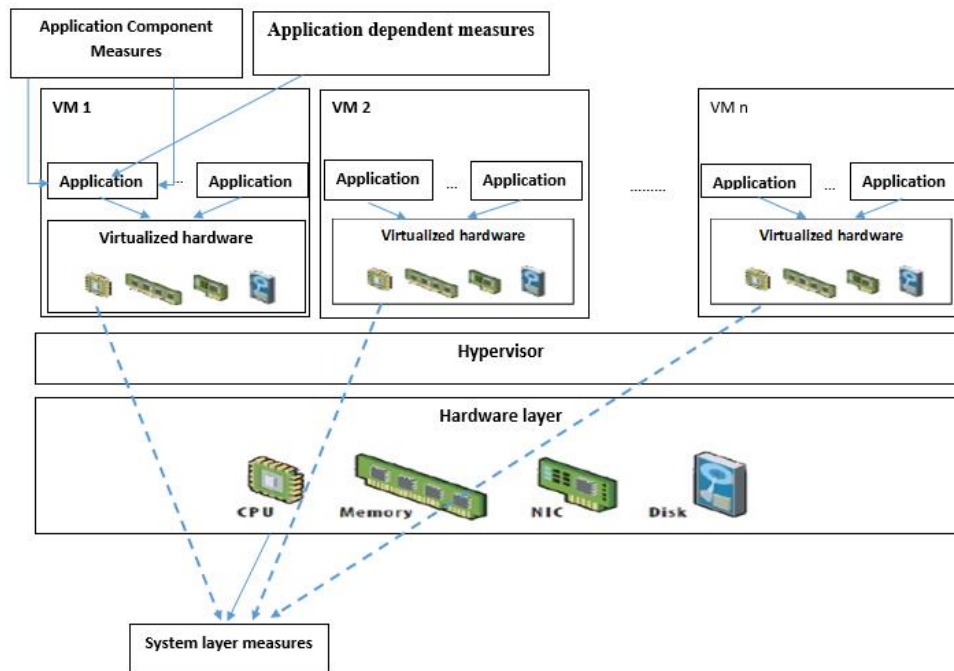 Application Component
Measures
Application dependent measures
VM 1
VM 2
VM n
Application
...
Application
Application
...
Application
.........
Application
...
Application
Virtualized hardware
Virtualized hardware
Virtualized hardware
Hypervisor
Hardware layer
CPU
Memory
NIC
Disk
System layer measures